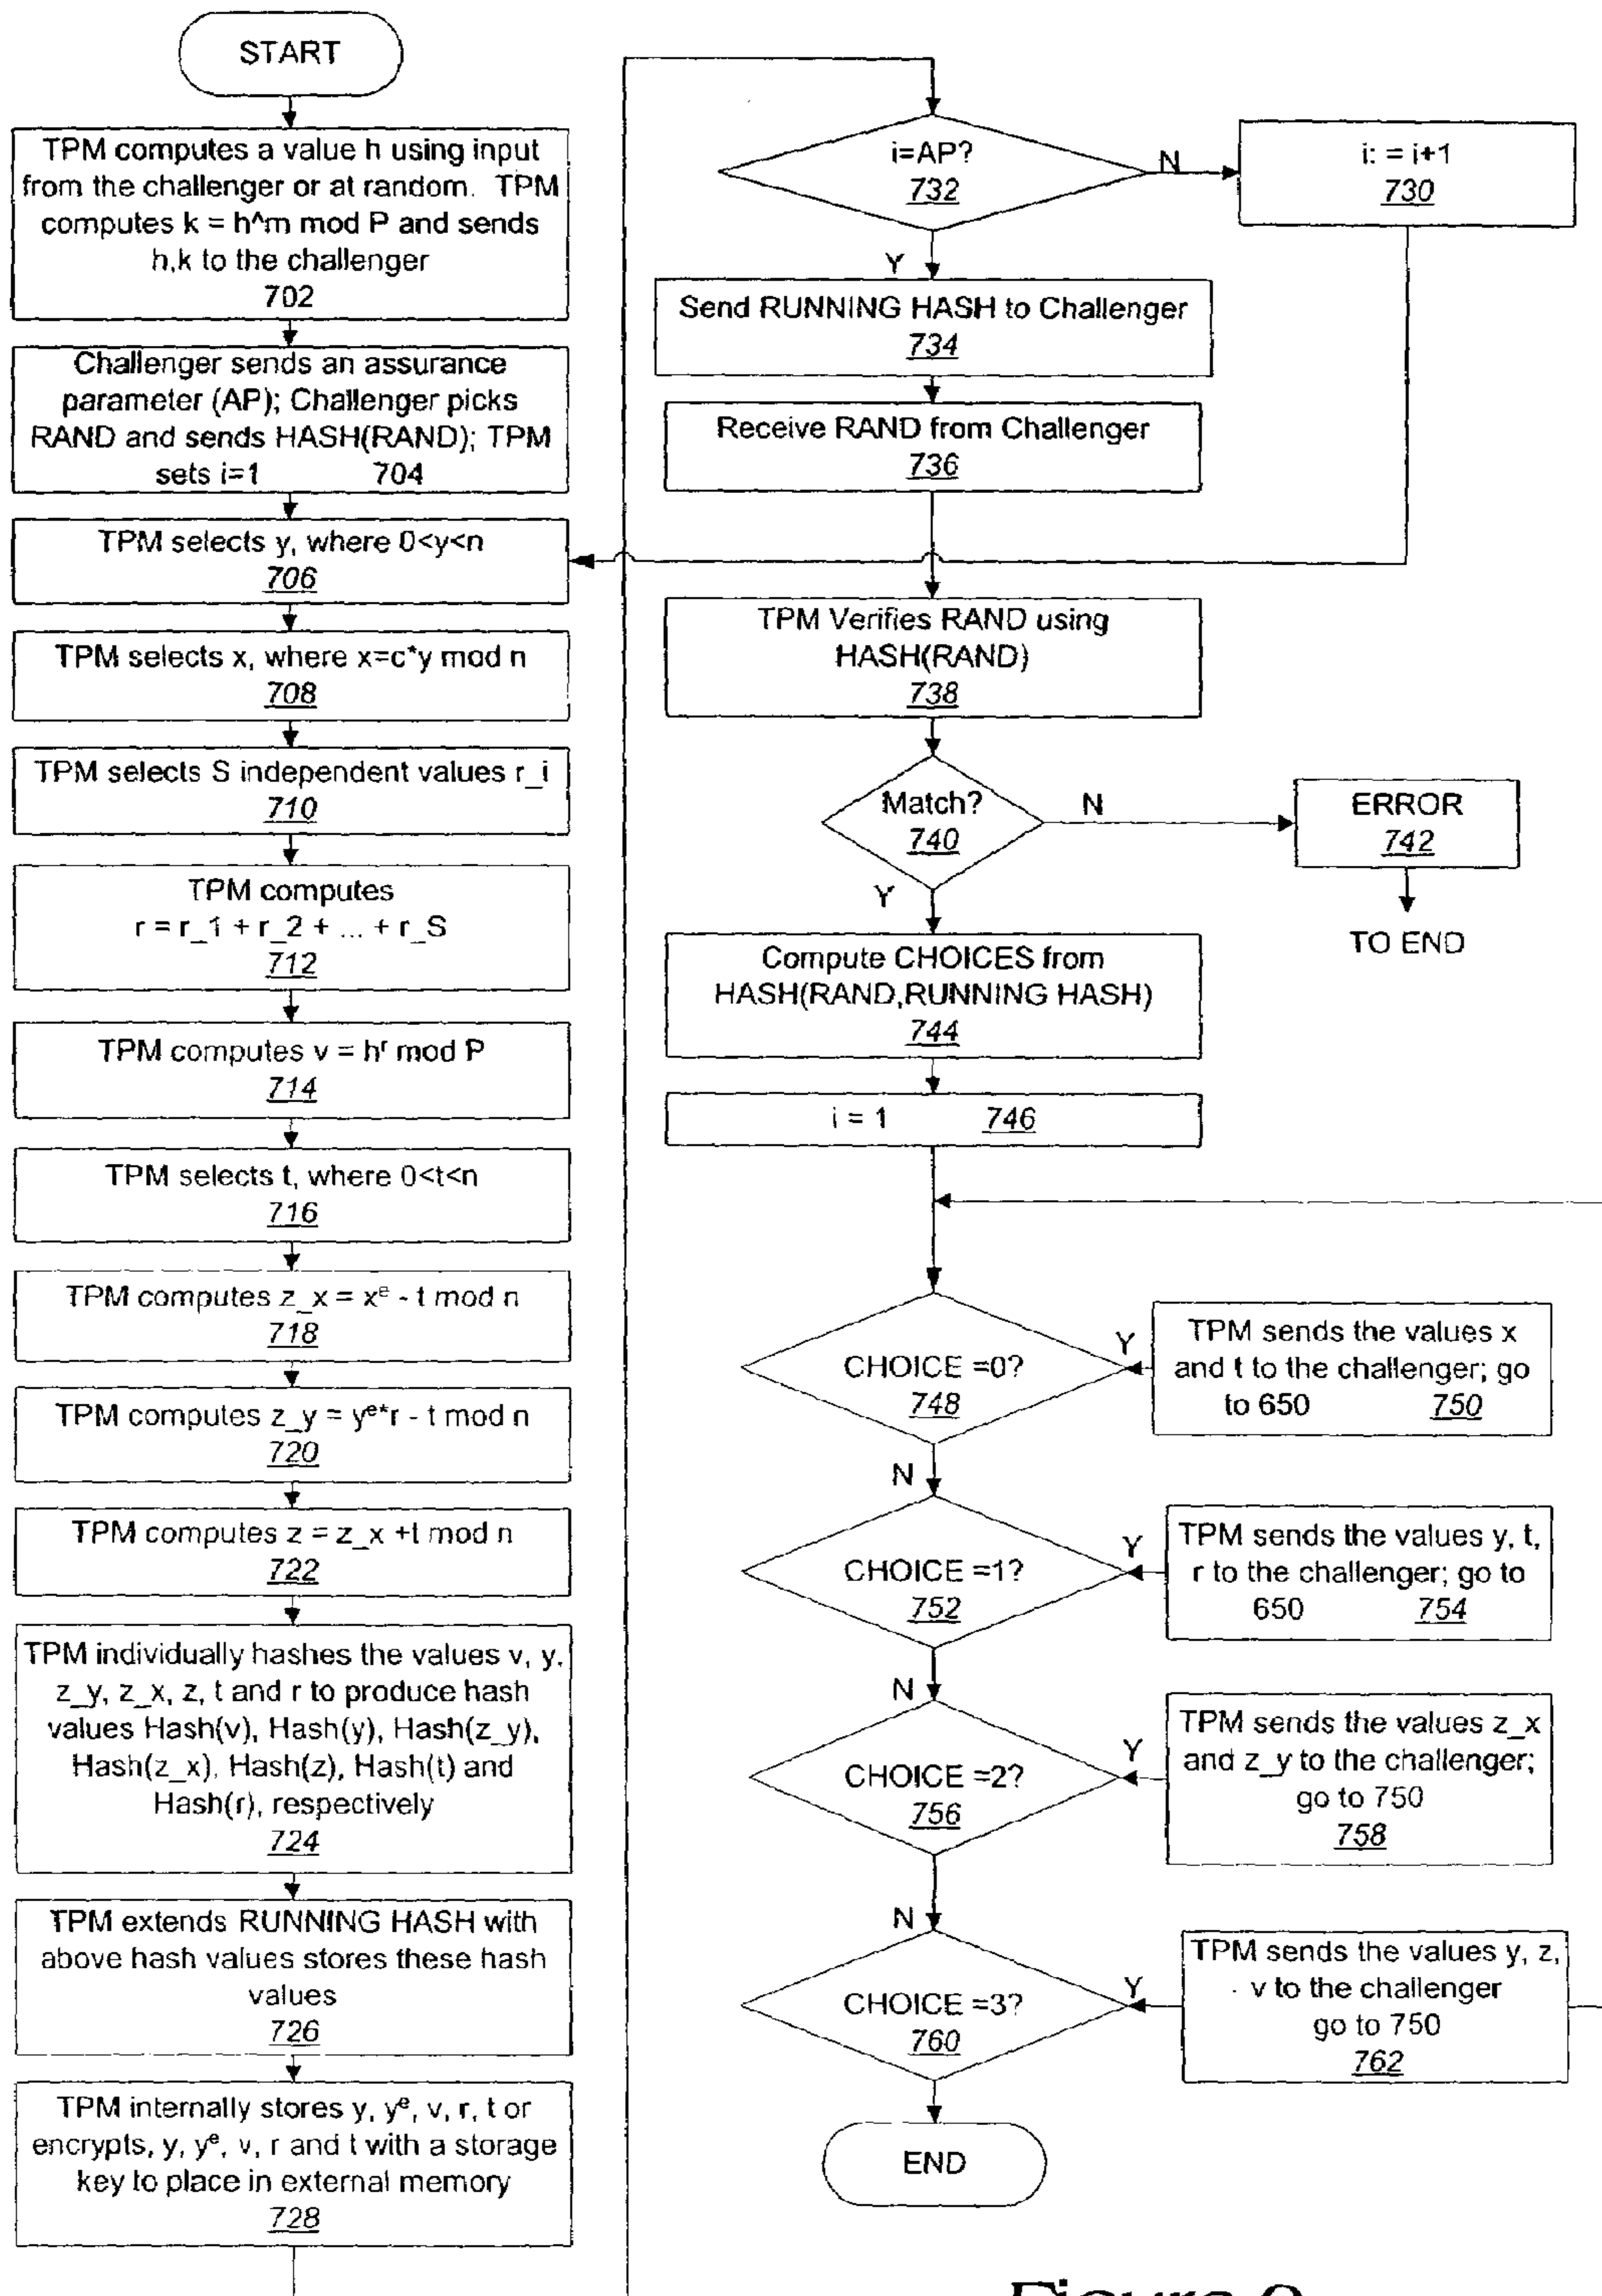 START
TPM computes a value h using input
from the challenger or at random. TPM
computes k = h^m mod P and sends
h,k to the challenger
702
Challenger sends an assurance
parameter (AP); Challenger picks
RAND and sends HASH(RAND); TPM
sets i=1 704
TPM selects y, where 0<y<n
706
TPM selects x, where x=c*y mod n
708
TPM selects S independent values r_i
710
TPM computes
r = r_1 + r_2 + ... + r_S
712
TPM computes v = hʳ mod P
714
TPM selects t, where 0<t<n
716
TPM computes z_x = xᵉ - t mod n
718
TPM computes z_y = yᵉ*r - t mod n
720
TPM computes z = z_x +t mod n
722
TPM individually hashes the values v, y,
z_y, z_x, z, t and r to produce hash
values Hash(v), Hash(y), Hash(z_y),
Hash(z_x), Hash(z), Hash(t) and
Hash(r), respectively
724
TPM extends RUNNING HASH with
above hash values stores these hash
values
726
TPM internally stores y, yᵉ, v, r, t or
encrypts, y, yᵉ, v, r and t with a storage
key to place in external memory
728
i=AP?
732
N
i: = i+1
730
Y
Send RUNNING HASH to Challenger
734
Receive RAND from Challenger
736
TPM Verifies RAND using
HASH(RAND)
738
Match?
740
N
ERROR
742
TO END
Y
Compute CHOICES from
HASH(RAND,RUNNING HASH)
744
i = 1 746
CHOICE =0?
748
Y
TPM sends the values x
and t to the challenger; go
to 650 750
N
CHOICE =1?
752
Y
TPM sends the values y, t,
r to the challenger; go to
650 754
N
CHOICE =2?
756
Y
TPM sends the values z_x
and z_y to the challenger;
go to 750
758
N
CHOICE =3?
760
Y
TPM sends the values y, z,
v to the challenger
go to 750
762
END